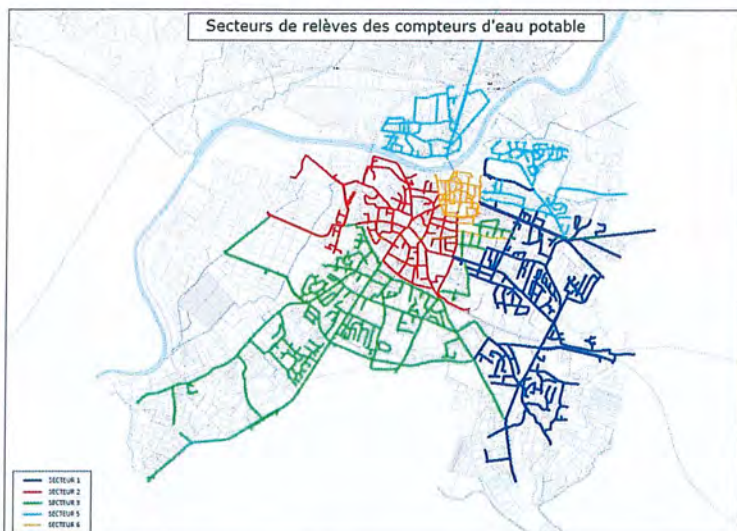 Secteurs de relèves des compteurs d'eau potable
SECTEUR 1
SECTEUR 2
SECTEUR 3
SECTEUR 5
SECTEUR 6